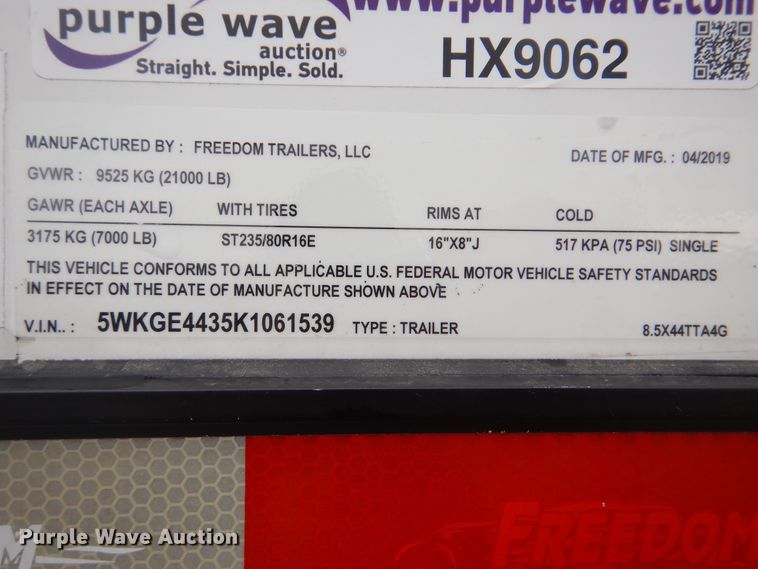 www.purplewave.com
purple wave
auction®
Straight. Simple. Sold.
HX9062
MANUFACTURED BY : FREEDOM TRAILERS, LLC
DATE OF MFG. : 04/2019
GVWR : 9525 KG (21000 LB)
GAWR (EACH AXLE) WITH TIRES RIMS AT COLD
3175 KG (7000 LB) ST235/80R16E 16"X8"J 517 KPA (75 PSI) SINGLE
THIS VEHICLE CONFORMS TO ALL APPLICABLE U.S. FEDERAL MOTOR VEHICLE SAFETY STANDARDS
IN EFFECT ON THE DATE OF MANUFACTURE SHOWN ABOVE
V.I.N.. : 5WKGE4435K1061539 TYPE : TRAILER 8.5X44TTA4G
FREEDOM
Purple Wave Auction